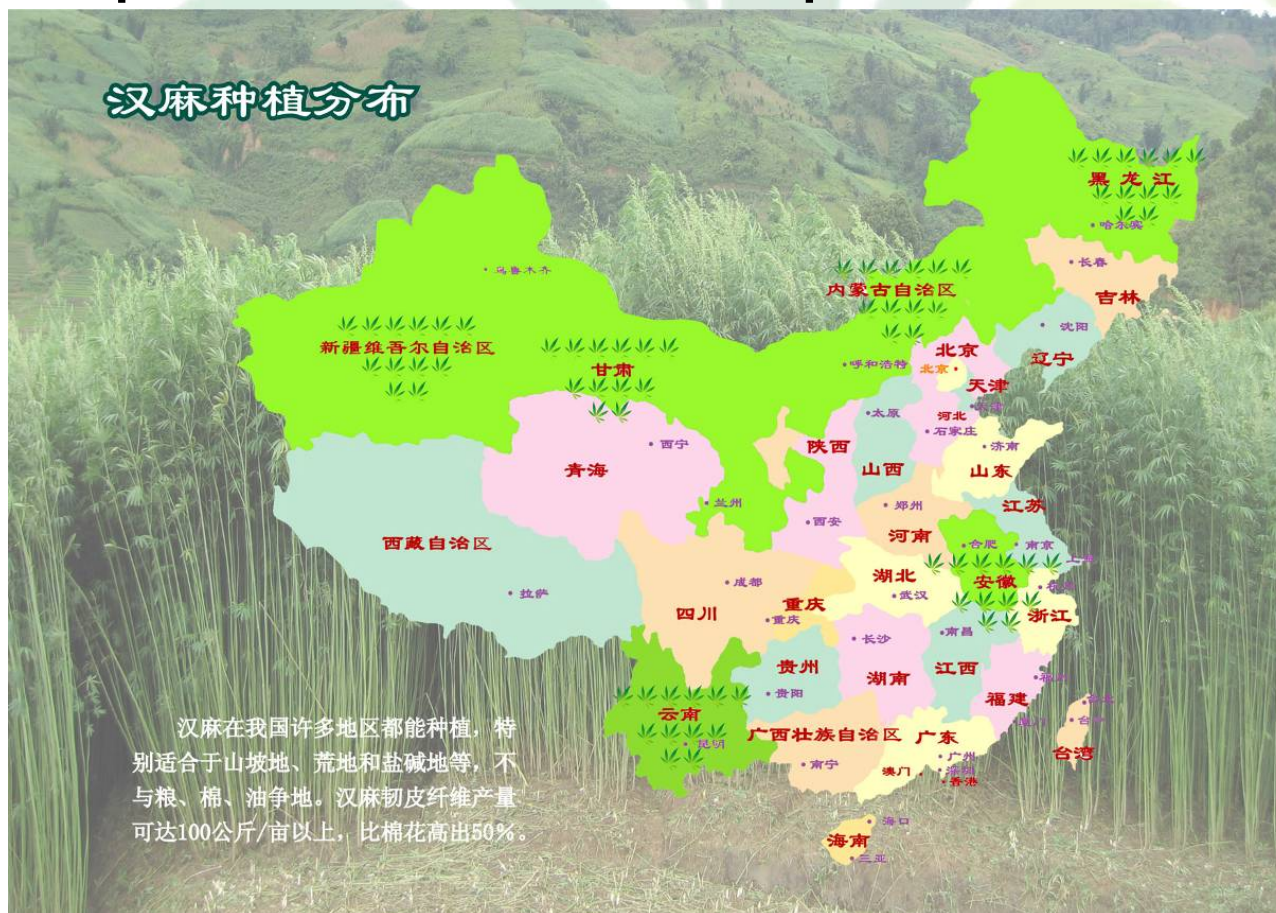 汉麻种植分布
黑龙江
哈尔滨
长春
吉林
乌鲁木齐
内蒙古自治区
沈阳
辽宁
新疆维吾尔自治区
甘肃
呼和浩特
北京
北京
天津
太原
河北
石家庄
济南
陕西
山西
山东
西宁
青海
兰州
西安
郑州
河南
江苏
西藏自治区
合肥
南京
上海
拉萨
成都
湖北
武汉
安徽
四川
重庆
重庆
浙江
长沙
南昌
贵州
湖南
江西
贵阳
福建
云南
昆明
广西壮族自治区
广东
台湾
南宁
广州
深圳
澳门
香港
海口
海南
三亚
汉麻在我国许多地区都能种植，特
别适合于山坡地、荒地和盐碱地等，不
与粮、棉、油争地。汉麻韧皮纤维产量
可达100公斤/亩以上，比棉花高出50%。